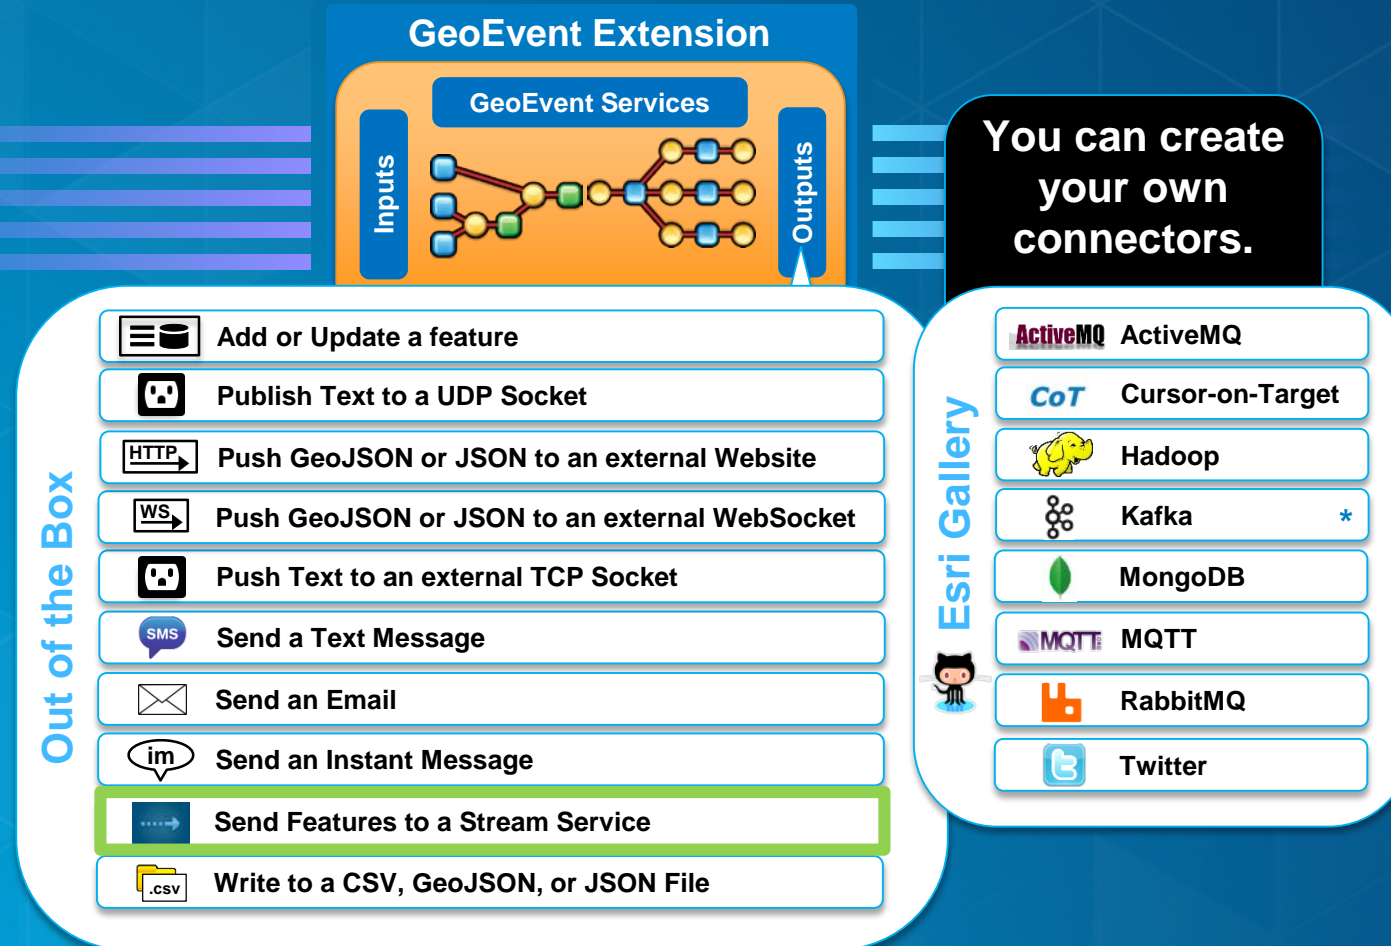 GeoEvent Extension
GeoEvent Services
Inputs
Outputs
You can create
your own
connectors.
Out of the Box
Add or Update a feature
Publish Text to a UDP Socket
HTTP Push GeoJSON or JSON to an external Website
WS Push GeoJSON or JSON to an external WebSocket
Push Text to an external TCP Socket
SMS Send a Text Message
Send an Email
im Send an Instant Message
Send Features to a Stream Service
.csv Write to a CSV, GeoJSON, or JSON File
Esri Gallery
ActiveMQ ActiveMQ
CoT Cursor-on-Target
Hadoop
Kafka *
MongoDB
MQTT MQTT
RabbitMQ
Twitter